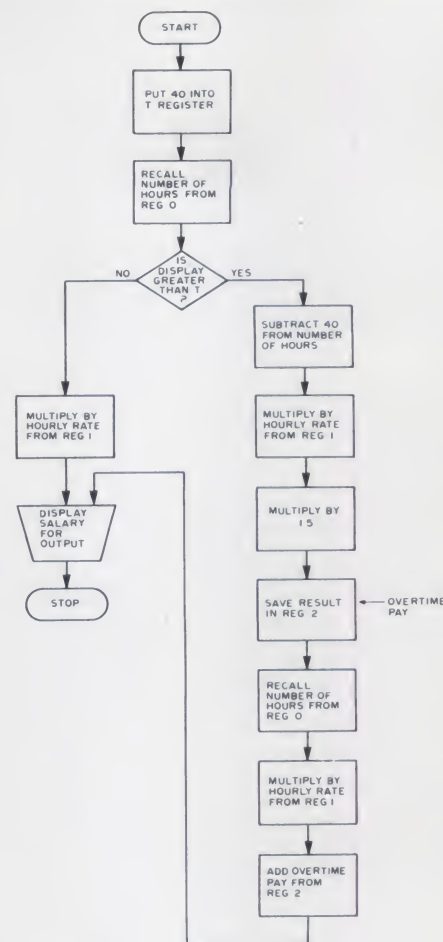 START
PUT 40 INTO
T REGISTER
RECALL
NUMBER OF
HOURS FROM
REG 0
IS
DISPLAY
GREATER
THAN T
?
NO
YES
MULTIPLY BY
HOURLY RATE
FROM REG 1
DISPLAY
SALARY
FOR
OUTPUT
STOP
SUBTRACT 40
FROM NUMBER
OF HOURS
MULTIPLY BY
HOURLY RATE
FROM REG 1
MULTIPLY BY
1.5
SAVE RESULT
IN REG 2
OVERTIME
PAY
RECALL
NUMBER OF
HOURS FROM
REG 0
MULTIPLY BY
HOURLY RATE
FROM REG 1
ADD OVERTIME
PAY FROM
REG 2